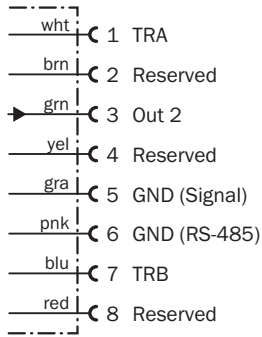 wht 1 TRA
brn 2 Reserved
grn 3 Out 2
yel 4 Reserved
gra 5 GND (Signal)
pnk 6 GND (RS-485)
blu 7 TRB
red 8 Reserved